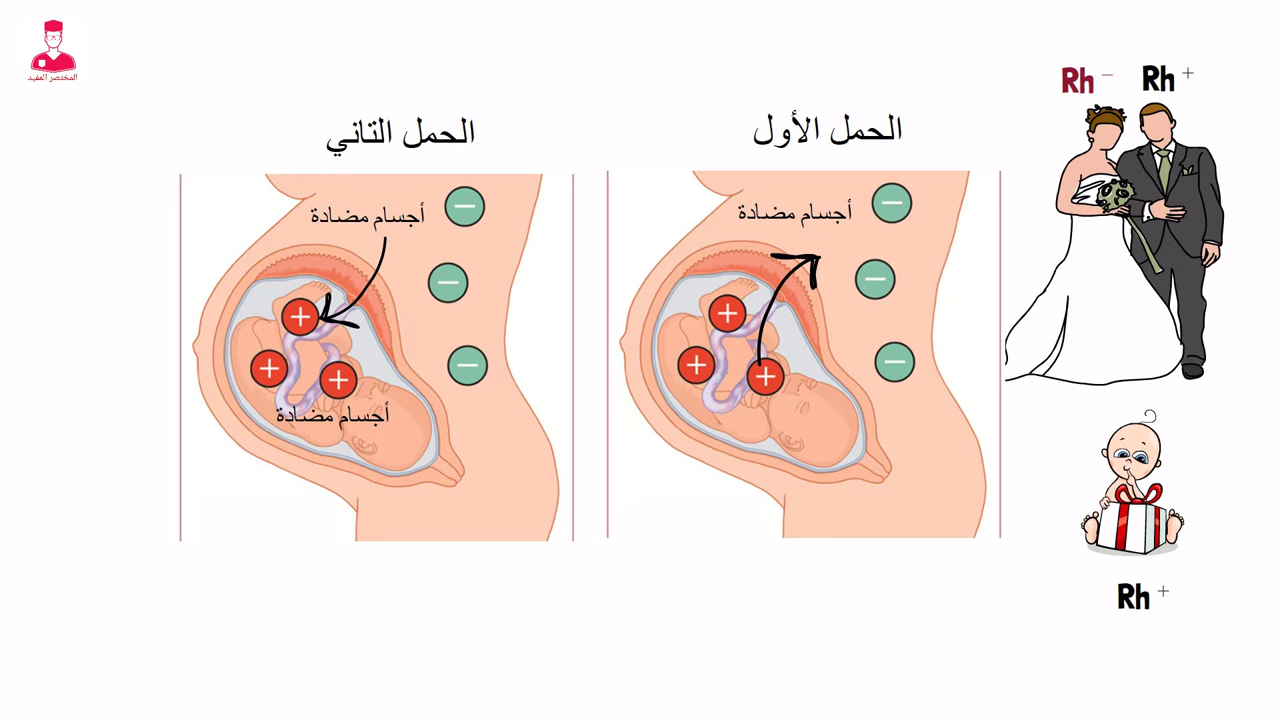 المختصر المفيد
Rh − Rh +
الحمل الأول
أجسام مضادة
الحمل التاني
أجسام مضادة
أجسام مضادة
Rh +